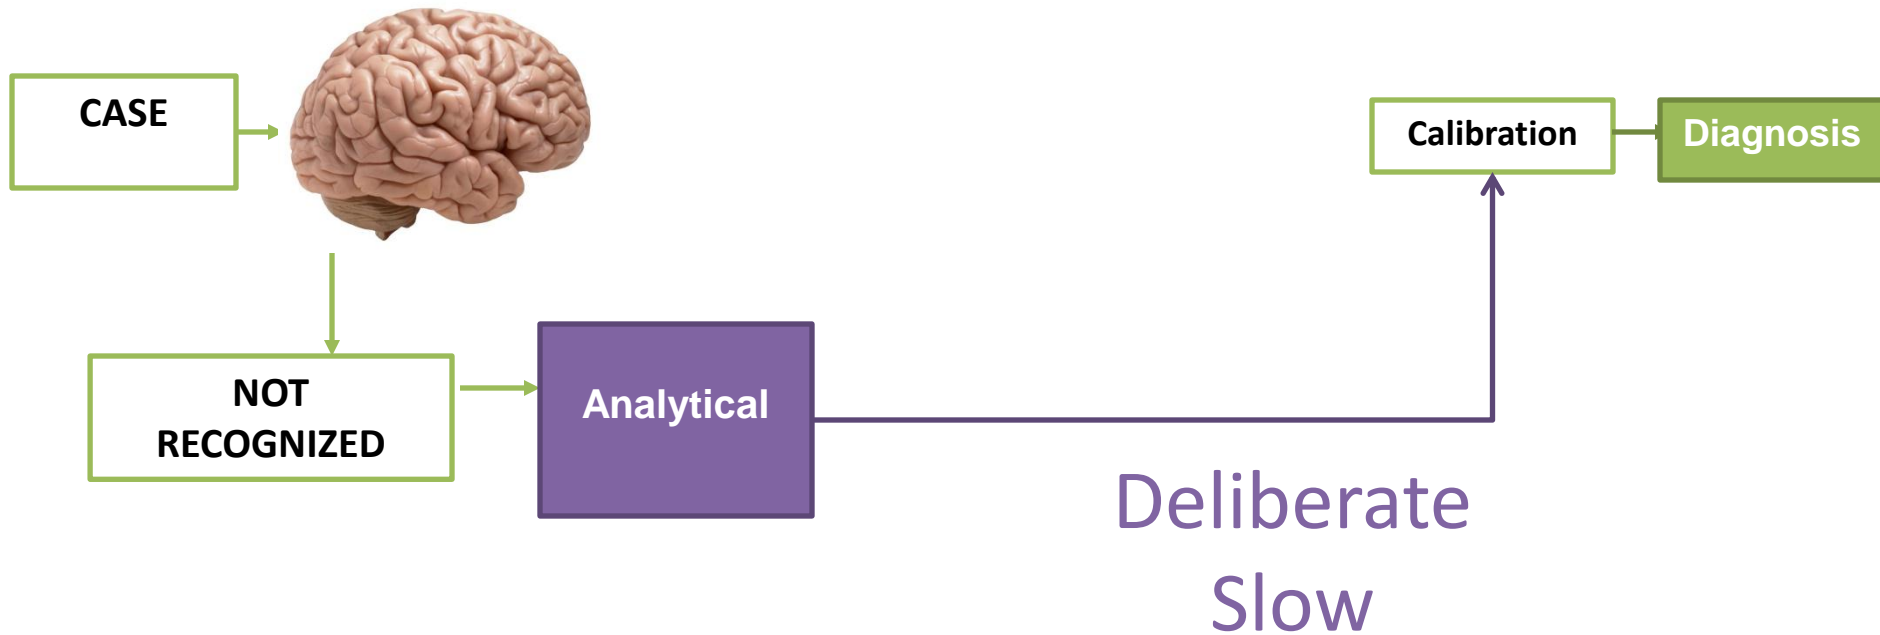 CASE
Calibration
Diagnosis
NOT
RECOGNIZED
Analytical
Deliberate
Slow